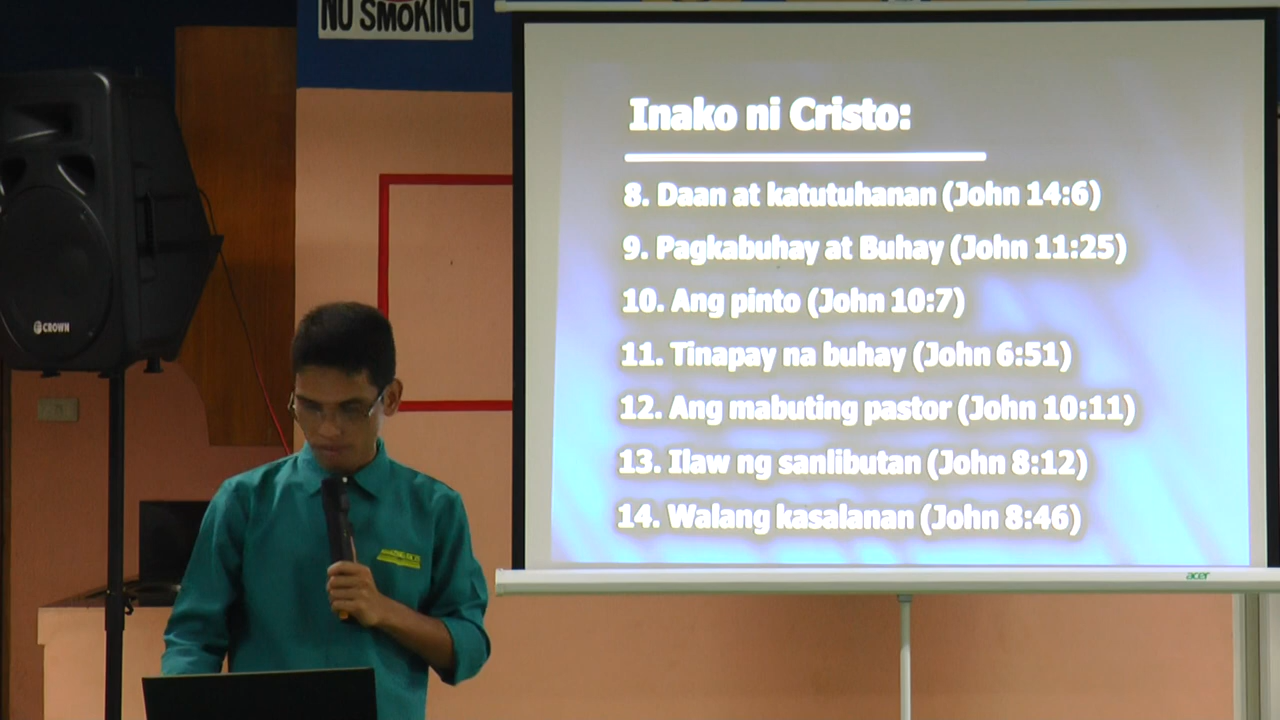 NO SMOKING
Inako ni Cristo:
8. Daan at katutuhanan (John 14:6)
9. Pagkabuhay at Buhay (John 11:25)
10. Ang pinto (John 10:7)
11. Tinapay na buhay (John 6:51)
12. Ang mabuting pastor (John 10:11)
13. Ilaw ng sanlibutan (John 8:12)
14. Walang kasalanan (John 8:46)
CROWN
acer